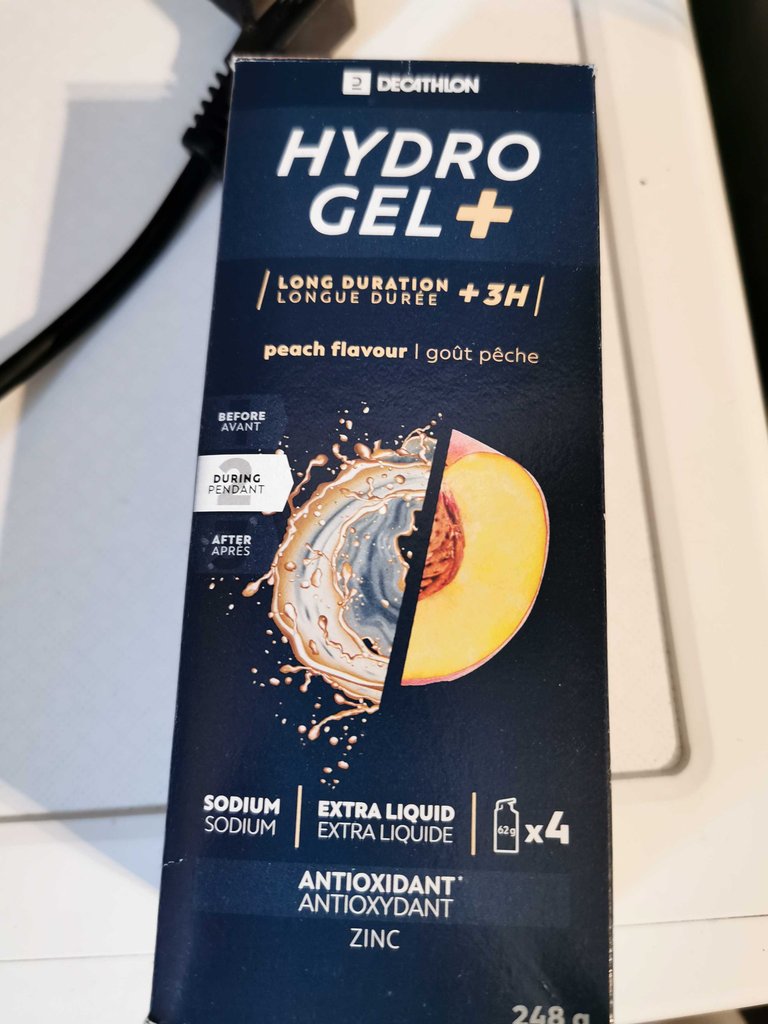 DECATHLON
HYDRO
GEL+
LONG DURATION
LONGUE DURÉE
+3H
peach flavour | goût pêche
BEFORE
AVANT
2
DURING
PENDANT
AFTER
APRÈS
SODIUM
SODIUM
EXTRA LIQUID
EXTRA LIQUIDE
62g
x4
ANTIOXIDANT*
ANTIOXYDANT
ZINC
248 g